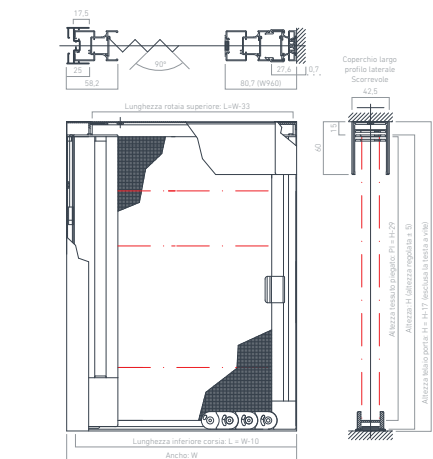 17,5
90°
25
58,2
27,6
0,7
80,7 (W960)
Coperchio largo
profilo laterale
Scorrevole
42,5
Lunghezza rotaia superiore: L=W-33
15
60
Altezza tessuto piegato: PL = H-29
Altezza: H (altezza regolata ± 5)
Altezza telaio porta: H = H-17 (esclusa la testa a vite)
Lunghezza inferiore corsia: L = W-10
Ancho: W